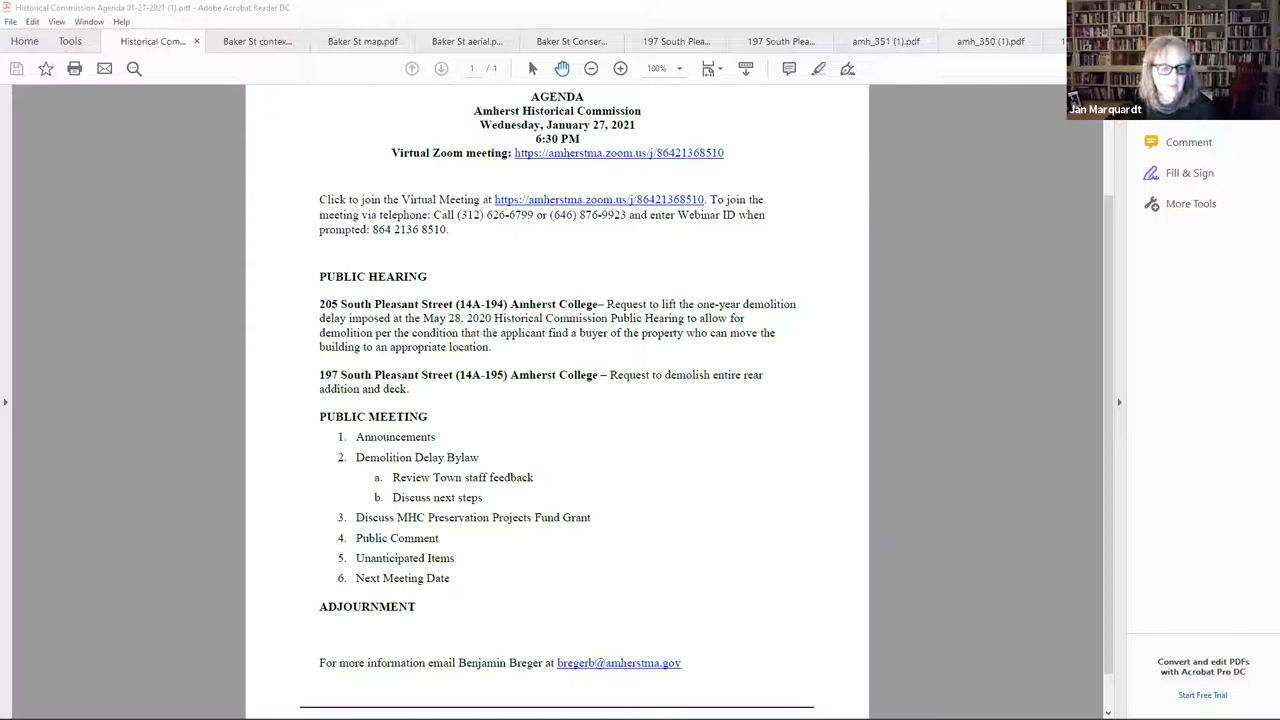 Historical Commission Agenda 01-27-2021 (1).pdf - Adobe Acrobat Reader DC
File Edit View Window Help
Home Tools Historical Com... × Baker St contex... Baker St map.pdf Baker St aerial.p... Baker St Conser... 197 South Plea... 197 South Plea... amh_351 (1).pdf amh_350 (1).pdf
1 / 1 100%
Jan Marquardt
AGENDA
Amherst Historical Commission
Wednesday, January 27, 2021
6:30 PM
Virtual Zoom meeting: https://amherstma.zoom.us/j/86421368510
Click to join the Virtual Meeting at https://amherstma.zoom.us/j/86421368510. To join the
meeting via telephone: Call (312) 626-6799 or (646) 876-9923 and enter Webinar ID when
prompted: 864 2136 8510.
PUBLIC HEARING
205 South Pleasant Street (14A-194) Amherst College– Request to lift the one-year demolition
delay imposed at the May 28, 2020 Historical Commission Public Hearing to allow for
demolition per the condition that the applicant find a buyer of the property who can move the
building to an appropriate location.
197 South Pleasant Street (14A-195) Amherst College – Request to demolish entire rear
addition and deck.
PUBLIC MEETING
1. Announcements
2. Demolition Delay Bylaw
a. Review Town staff feedback
b. Discuss next steps
3. Discuss MHC Preservation Projects Fund Grant
4. Public Comment
5. Unanticipated Items
6. Next Meeting Date
ADJOURNMENT
For more information email Benjamin Breger at bregerb@amherstma.gov
Comment
Fill & Sign
More Tools
Convert and edit PDFs
with Acrobat Pro DC
Start Free Trial